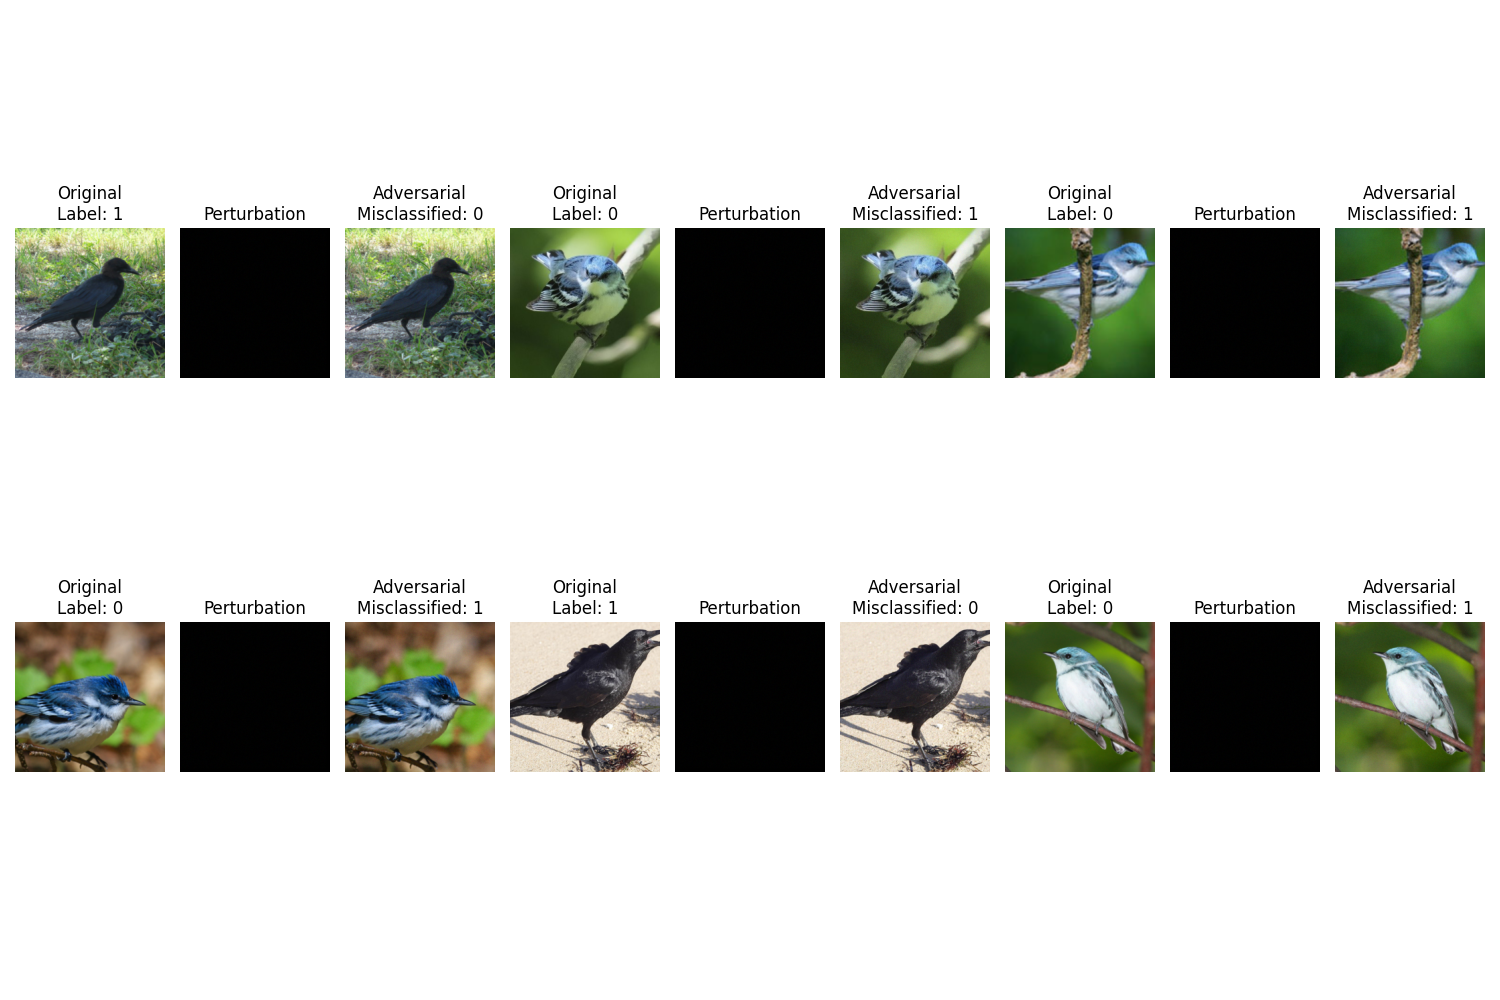 Original
Label: 1
Perturbation
Adversarial
Misclassified: 0
Original
Label: 0
Perturbation
Adversarial
Misclassified: 1
Original
Label: 0
Perturbation
Adversarial
Misclassified: 1
Original
Label: 0
Perturbation
Adversarial
Misclassified: 1
Original
Label: 1
Perturbation
Adversarial
Misclassified: 0
Original
Label: 0
Perturbation
Adversarial
Misclassified: 1